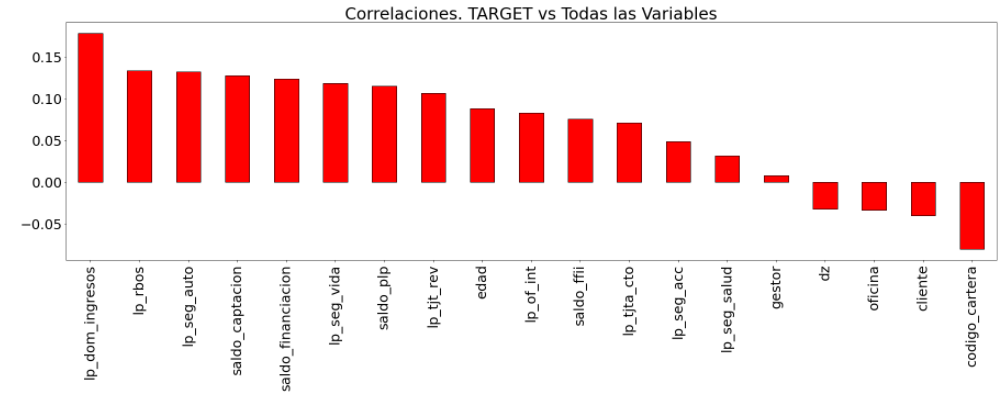 Correlaciones. TARGET vs Todas las Variables
0.15
0.10
0.05
0.00
−0.05
lp_dom_ingresos
lp_rbos
lp_seg_auto
saldo_captacion
saldo_financiacion
lp_seg_vida
saldo_plp
lp_tjt_rev
edad
lp_of_int
saldo_ffii
lp_tjta_cto
lp_seg_acc
lp_seg_salud
gestor
dz
oficina
cliente
codigo_cartera